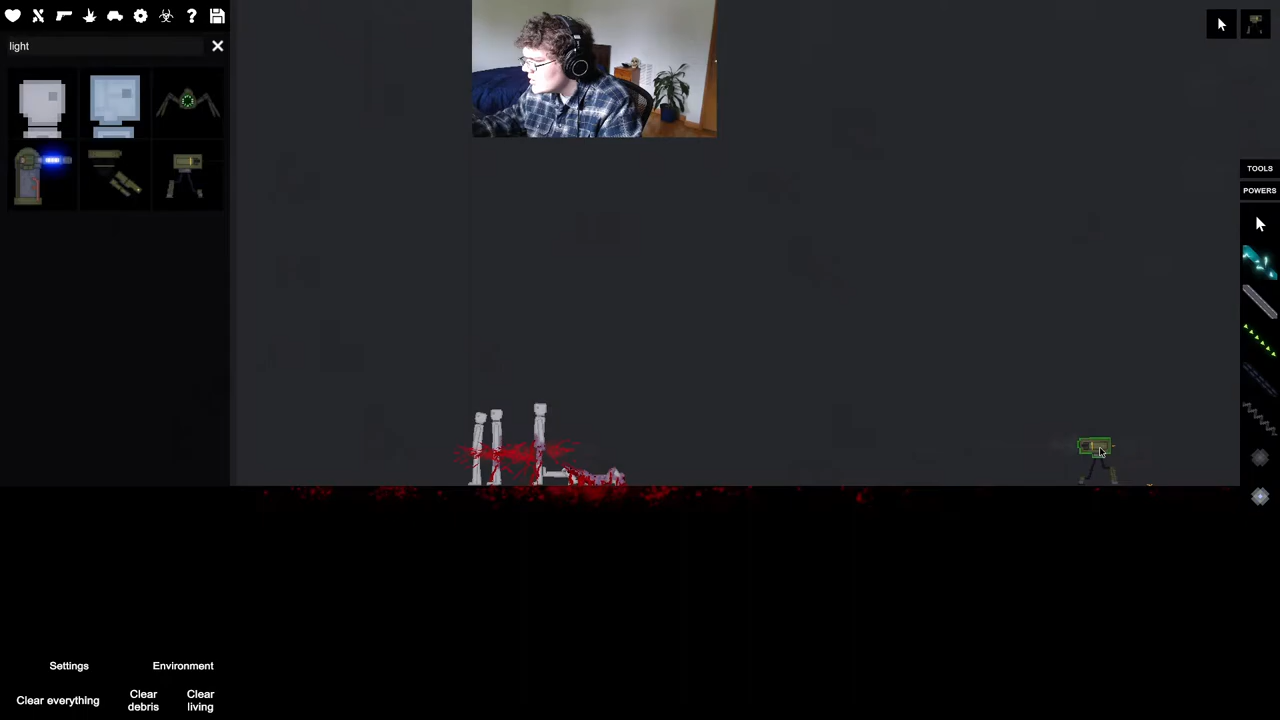 light
TOOLS
POWERS
Settings
Environment
Clear everything
Clear debris
Clear living